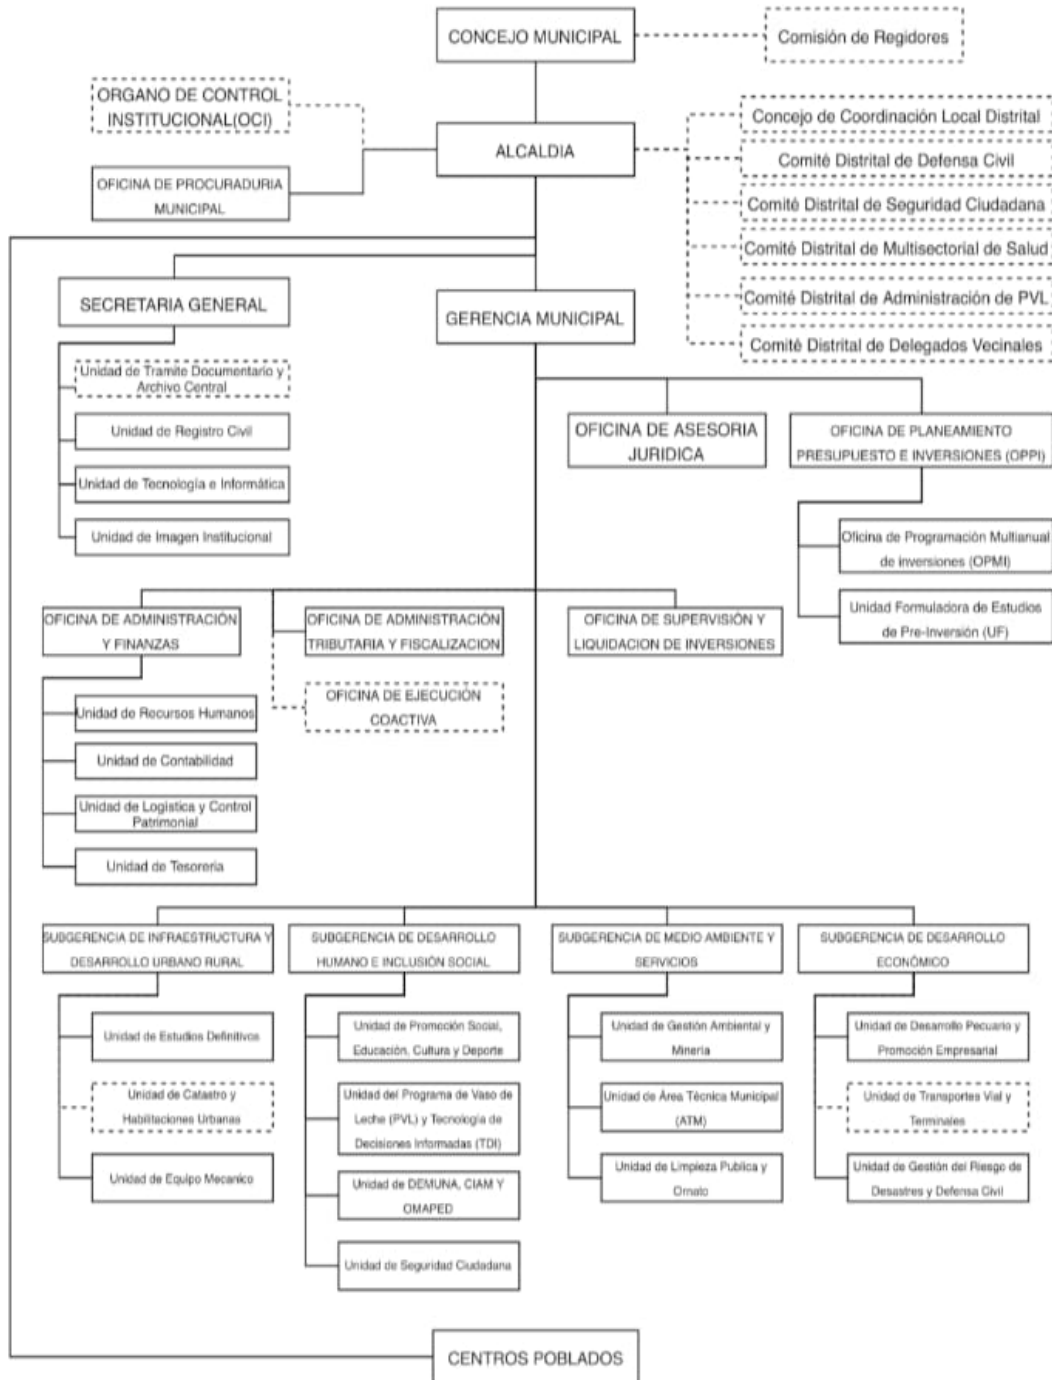 CONCEJO MUNICIPAL
Comisión de Regidores
ORGANO DE CONTROL
INSTITUCIONAL(OCI)
ALCALDIA
OFICINA DE PROCURADURIA
MUNICIPAL
Concejo de Coordinación Local Distrital
Comité Distrital de Defensa Civil
Comité Distrital de Seguridad Ciudadana
Comité Distrital de Multisectorial de Salud
Comité Distrital de Administración de PVL
Comité Distrital de Delegados Vecinales
SECRETARIA GENERAL
GERENCIA MUNICIPAL
Unidad de Tramite Documentario y
Archivo Central
Unidad de Registro Civil
Unidad de Tecnología e Informática
Unidad de Imagen Institucional
OFICINA DE ASESORIA
JURIDICA
OFICINA DE PLANEAMIENTO
PRESUPUESTO E INVERSIONES (OPPI)
Oficina de Programación Multianual
de inversiones (OPMI)
Unidad Formuladora de Estudios
de Pre-Inversión (UF)
OFICINA DE ADMINISTRACIÓN
Y FINANZAS
OFICINA DE ADMINISTRACIÓN
TRIBUTARIA Y FISCALIZACION
OFICINA DE SUPERVISIÓN Y
LIQUIDACION DE INVERSIONES
OFICINA DE EJECUCIÓN
COACTIVA
Unidad de Recursos Humanos
Unidad de Contabilidad
Unidad de Logística y Control
Patrimonial
Unidad de Tesoreria
SUBGERENCIA DE INFRAESTRUCTURA Y
DESARROLLO URBANO RURAL
SUBGERENCIA DE DESARROLLO
HUMANO E INCLUSIÓN SOCIAL
SUBGERENCIA DE MEDIO AMBIENTE Y
SERVICIOS
SUBGERENCIA DE DESARROLLO
ECONÓMICO
Unidad de Estudios Definitivos
Unidad de Catastro y
Habilitaciones Urbanas
Unidad de Equipo Mecanico
Unidad de Promoción Social,
Educación, Cultura y Deporte
Unidad del Programa de Vaso de
Leche (PVL) y Tecnología de
Decisiones Informadas (TDI)
Unidad de DEMUNA, CIAM Y
OMAPED
Unidad de Seguridad Ciudadana
Unidad de Gestión Ambiental y
Minería
Unidad de Área Técnica Municipal
(ATM)
Unidad de Limpieza Publica y
Ornato
Unidad de Desarrollo Pecuario y
Promoción Empresarial
Unidad de Transportes Vial y
Terminales
Unidad de Gestión del Riesgo de
Desastres y Defensa Civil
CENTROS POBLADOS